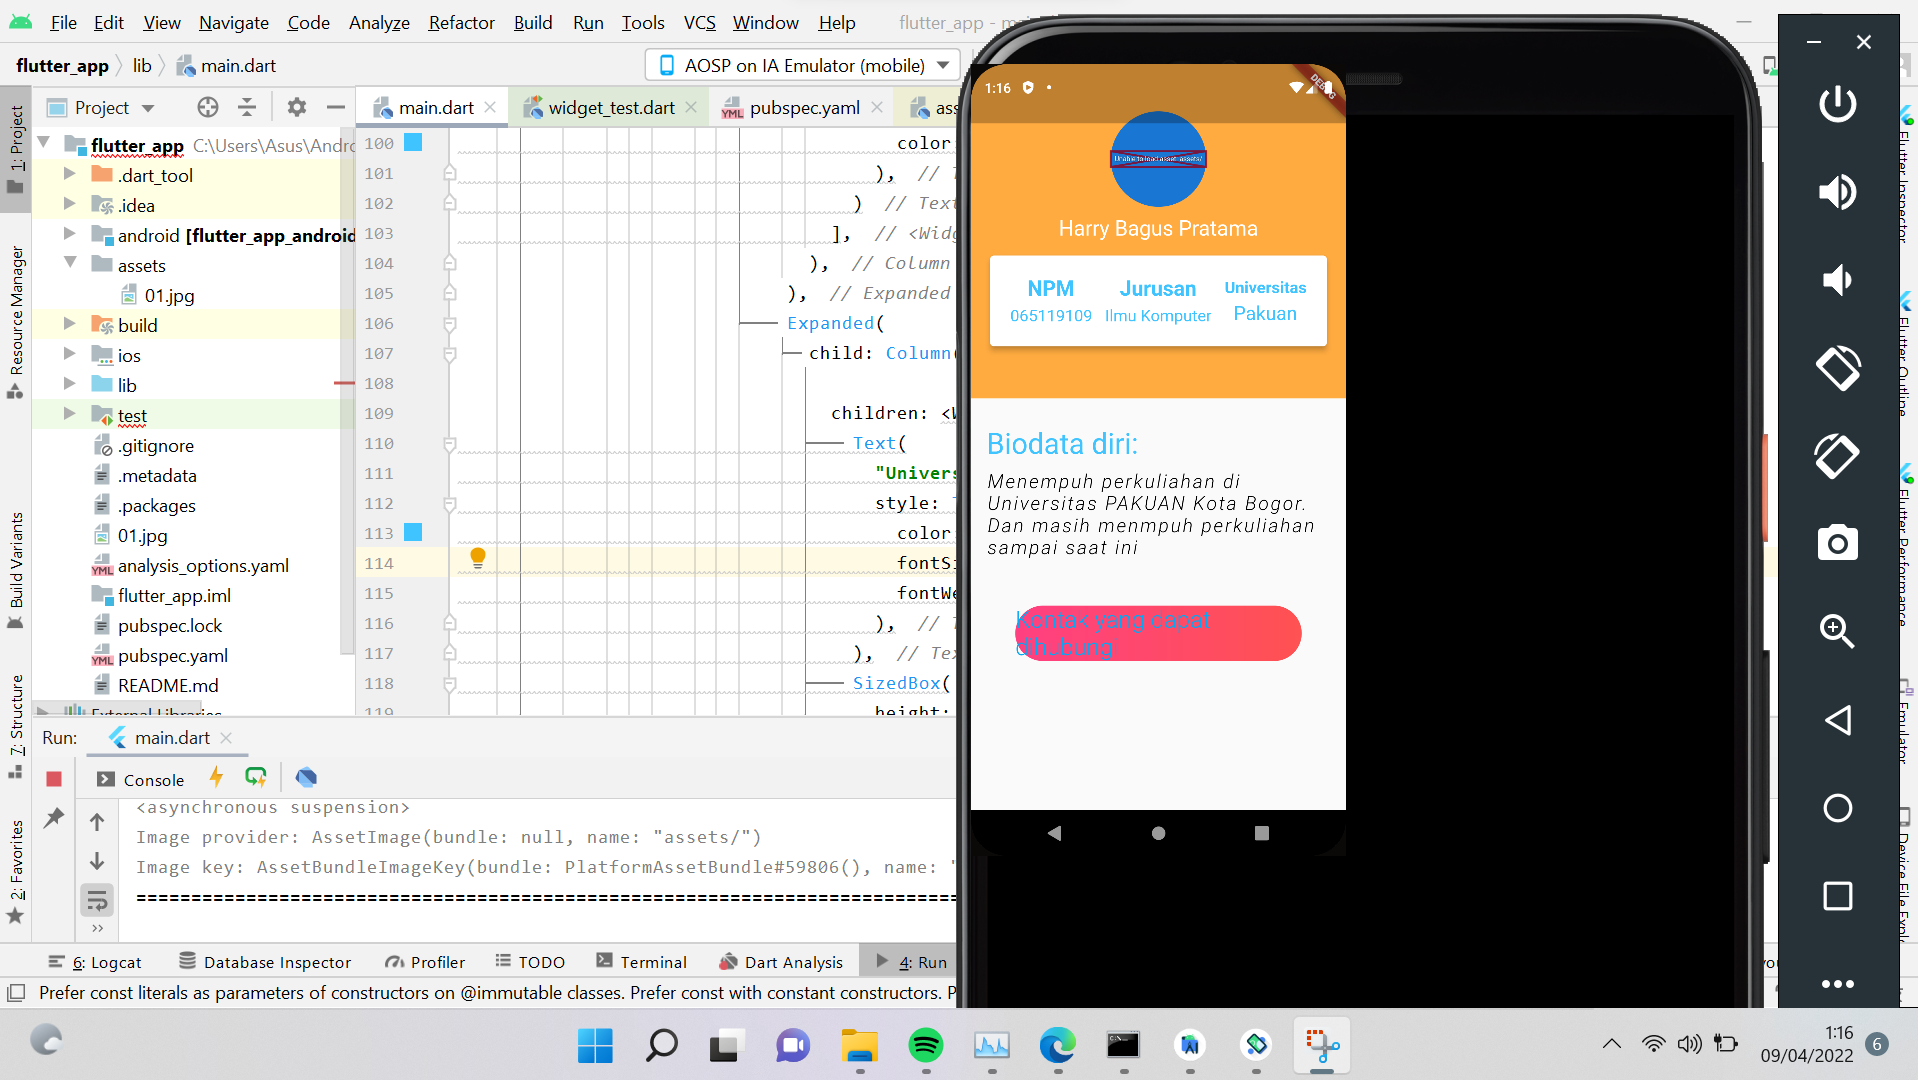 File Edit View Navigate Code Analyze Refactor Build Run Tools VCS Window Help flutter_app -
flutter_app lib main.dart
AOSP on IA Emulator (mobile)
Project
main.dart
widget_test.dart
pubspec.yaml
1: Project
Resource Manager
Build Variants
7: Structure
2: Favorites
flutter_app C:\Users\Asus\Andr
.dart_tool
.idea
android [flutter_app_android
assets
01.jpg
build
ios
lib
test
.gitignore
.metadata
.packages
01.jpg
analysis_options.yaml
flutter_app.iml
pubspec.lock
pubspec.yaml
README.md
External Libraries
100 color
101 ), //
102 ) // Text
103 ], // <Widg
104 ), // Column
105 ), // Expanded
106 Expanded(
107 child: Column(
108
109 children: <
110 Text(
111 "Univers
112 style:
113 color
114 fontS
115 fontWe
116 ), //
117 ), // Te
118 SizedBox(
119 height:
1:16
DEBUG
Unable to load asset: assets/
Harry Bagus Pratama
NPM Jurusan Universitas
065119109 Ilmu Komputer Pakuan
Biodata diri:
Menempuh perkuliahan di
Universitas PAKUAN Kota Bogor.
Dan masih menmpuh perkuliahan
sampai saat ini
Kontak yang dapat
dihubung
Flutter Inspector
Flutter Outline
Flutter Performance
Emulator
Device File Explo
Run: main.dart
Console
<asynchronous suspension>
Image provider: AssetImage(bundle: null, name: "assets/")
Image key: AssetBundleImageKey(bundle: PlatformAssetBundle#59806(), name: "
6: Logcat Database Inspector Profiler TODO Terminal Dart Analysis 4: Run
Prefer const literals as parameters of constructors on @immutable classes. Prefer const with constant constructors. P
1:16
09/04/2022
6